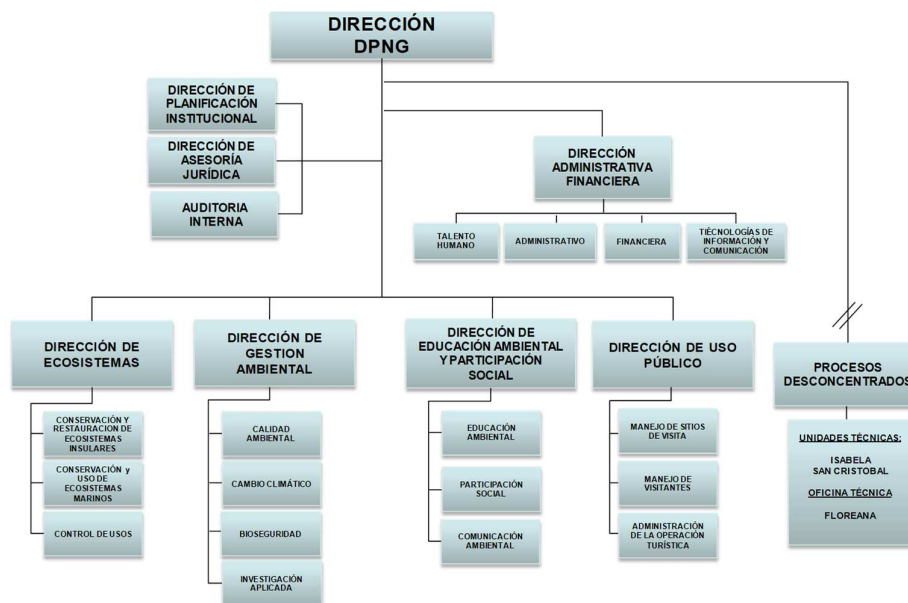 DIRECCIÓN
DPNG
DIRECCIÓN DE
PLANIFICACIÓN
INSTITUCIONAL
DIRECCIÓN DE
ASESORÍA
JURÍDICA
AUDITORIA
INTERNA
DIRECCIÓN
ADMINISTRATIVA
FINANCIERA
TALENTO
HUMANO
ADMINISTRATIVO
FINANCIERA
TIÉCNOLOGÍAS DE
INFORMACIÓN Y
COMUNICACIÓN
DIRECCIÓN DE
ECOSISTEMAS
CONSERVACIÓN Y
RESTAURACION DE
ECOSISTEMAS
INSULARES
CONSERVACIÓN y
USO DE
ECOSISTEMAS
MARINOS
CONTROL DE USOS
DIRECCIÓN DE
GESTION
AMBIENTAL
CALIDAD
AMBIENTAL
CAMBIO CLIMÁTICO
BIOSEGURIDAD
INVESTIGACIÓN
APLICADA
DIRECCIÓN DE
EDUCACIÓN AMBIENTAL
Y PARTICIPACIÓN
SOCIAL
EDUCACIÓN
AMBIENTAL
PARTICIPACIÓN
SOCIAL
COMUNICACIÓN
AMBIENTAL
DIRECCIÓN DE USO
PÚBLICO
MANEJO DE SITIOS
DE VISITA
MANEJO DE
VISITANTES
ADMINISTRACIÓN
DE LA OPERACIÓN
TURÍSTICA
PROCESOS
DESCONCENTRADOS
UNIDADES TÉCNICAS:
ISABELA
SAN CRISTOBAL
OFICINA TÉCNICA
FLOREANA